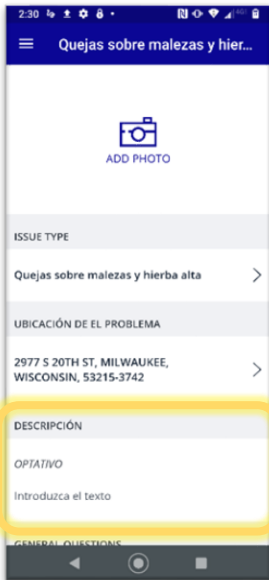 2:30
Quejas sobre malezas y hier...
ADD PHOTO
ISSUE TYPE
Quejas sobre malezas y hierba alta
UBICACIÓN DE EL PROBLEMA
2977 S 20TH ST, MILWAUKEE,
WISCONSIN, 53215-3742
DESCRIPCIÓN
OPTATIVO
Introduzca el texto
GENERAL QUESTIONS